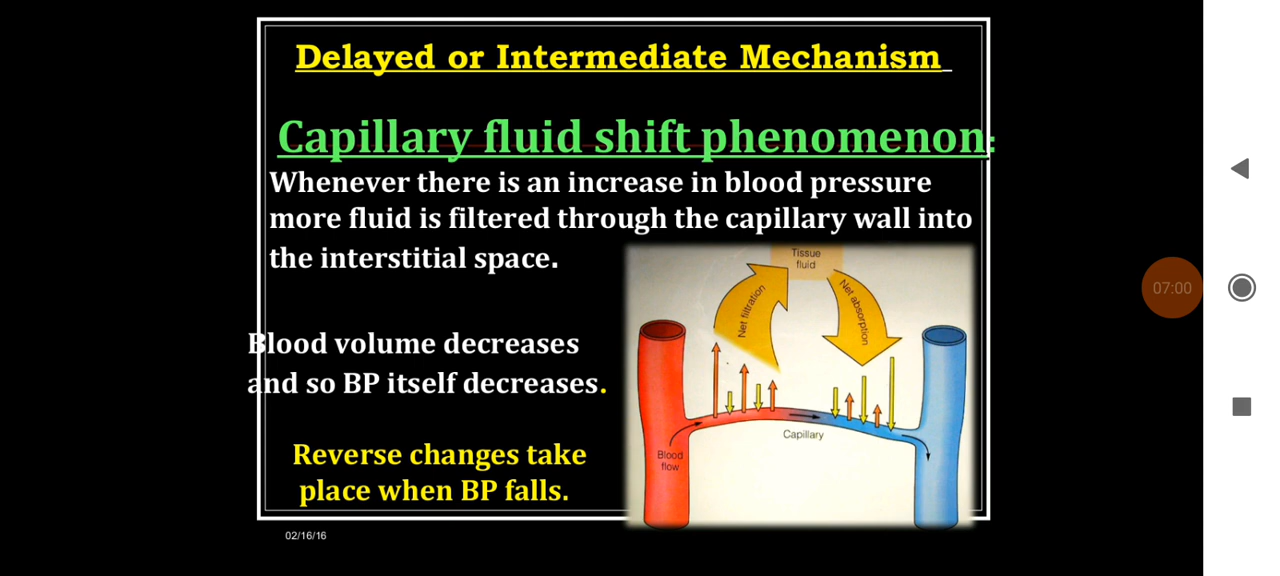 Delayed or Intermediate Mechanism
Capillary fluid shift phenomenon:
Whenever there is an increase in blood pressure
more fluid is filtered through the capillary wall into
the interstitial space.
Tissue
fluid
Net filtration
Net absorption
Blood volume decreases
and so BP itself decreases.
Capillary
Blood
flow
Reverse changes take
place when BP falls.
02/16/16
07:00